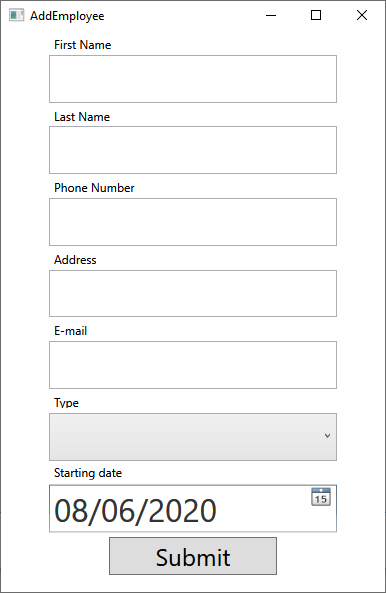 AddEmployee
First Name
Last Name
Phone Number
Address
E-mail
Type
Starting date
08/06/2020
15
Submit